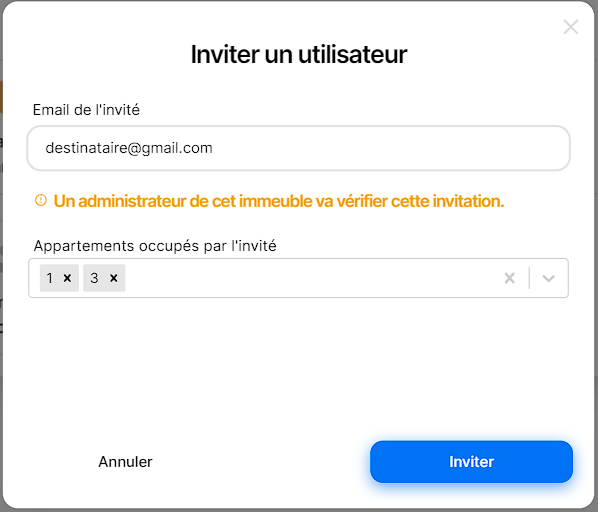 Inviter un utilisateur
Email de l'invité
destinataire@gmail.com
Un administrateur de cet immeuble va vérifier cette invitation.
Appartements occupés par l'invité
1 3
Annuler Inviter